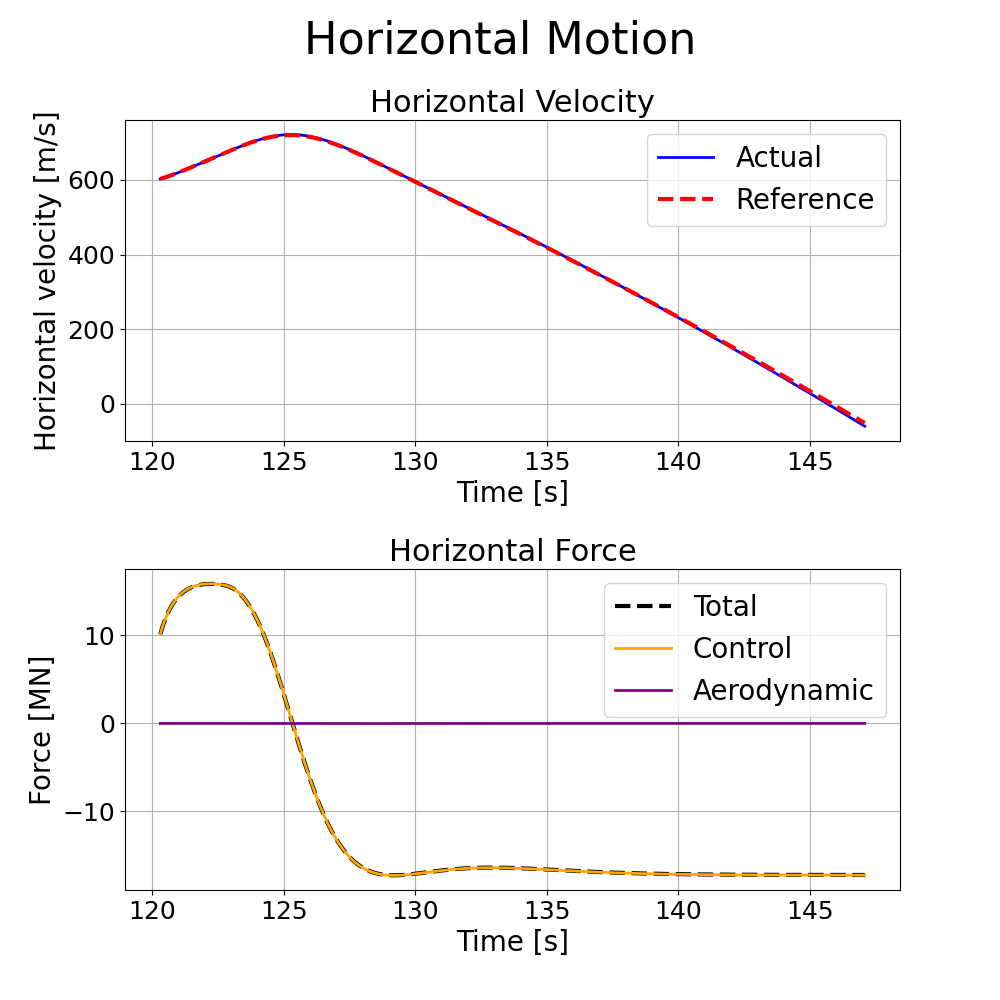 Horizontal Motion
Horizontal Velocity
Horizontal velocity [m/s]
600
400
200
0
Actual
Reference
120 125 130 135 140 145
Time [s]
Horizontal Force
Force [MN]
10
0
−10
Total
Control
Aerodynamic
120 125 130 135 140 145
Time [s]